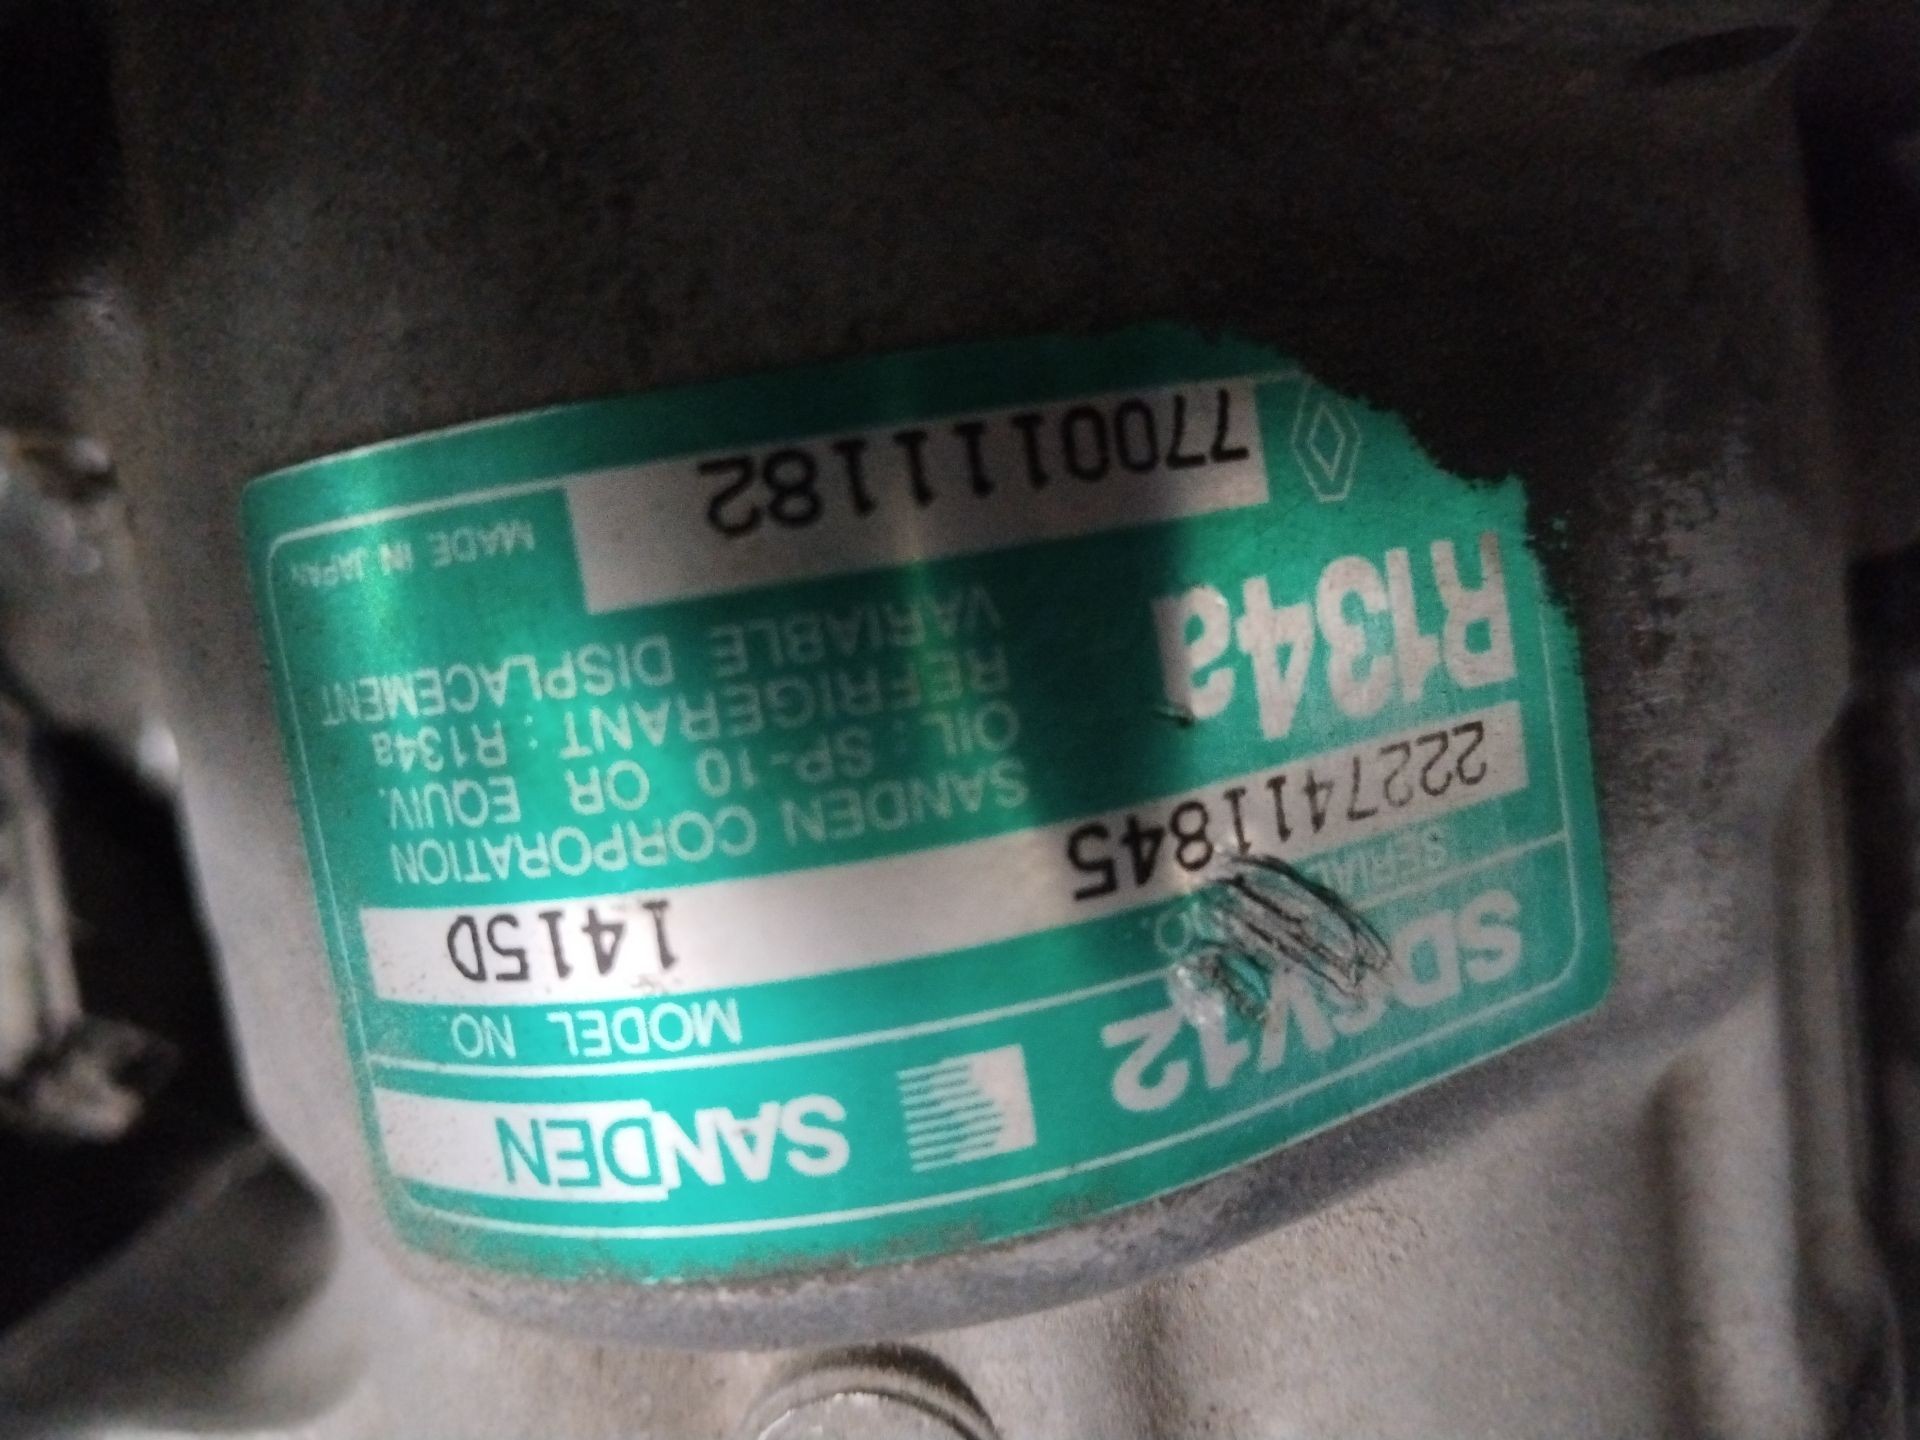 SANDEN
SD6V12
MODEL NO.
SERIAL NO.
1415D
2227411845
SANDEN CORPORATION
OIL : SP-10 OR EQUIV.
REFRIGERANT : R134a
VARIABLE DISPLACEMENT
R134a
7700111182
MADE IN JAPAN